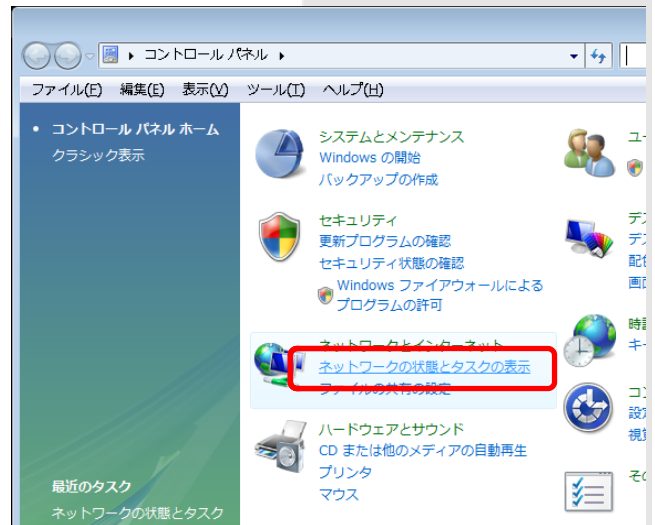 コントロール パネル
ファイル(F) 編集(E) 表示(V) ツール(T) ヘルプ(H)
コントロール パネル ホーム
クラシック表示
システムとメンテナンス
Windows の開始
バックアップの作成
セキュリティ
更新プログラムの確認
セキュリティ状態の確認
Windows ファイアウォールによる
プログラムの許可
ネットワークとインターネット
ネットワークの状態とタスクの表示
ファイルの共有の設定
ハードウェアとサウンド
CD または他のメディアの自動再生
プリンタ
マウス
最近のタスク
ネットワークの状態とタスク